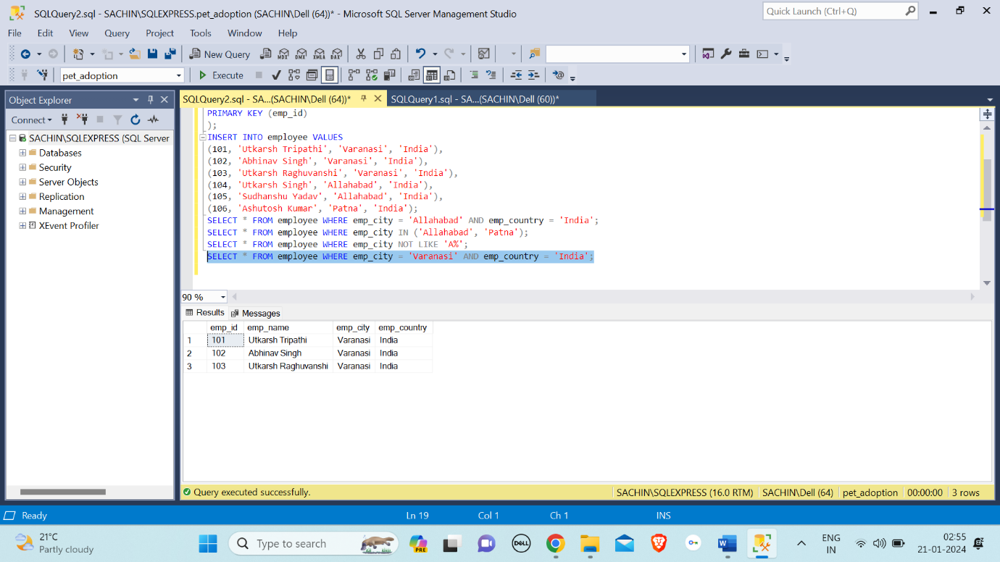 SQLQuery2.sql - SACHIN\SQLEXPRESS.pet_adoption (SACHIN\Dell (64))* - Microsoft SQL Server Management Studio
Quick Launch (Ctrl+Q)
File Edit View Query Project Tools Window Help
New Query MDX DMX XMLA DAX
pet_adoption Execute
Object Explorer
SQLQuery2.sql - SA...(SACHIN\Dell (64))* SQLQuery1.sql - SA...(SACHIN\Dell (60))*
Connect
SACHIN\SQLEXPRESS (SQL Server
Databases
Security
Server Objects
Replication
Management
XEvent Profiler
PRIMARY KEY (emp_id)
);
INSERT INTO employee VALUES
(101, 'Utkarsh Tripathi', 'Varanasi', 'India'),
(102, 'Abhinav Singh', 'Varanasi', 'India'),
(103, 'Utkarsh Raghuvanshi', 'Varanasi', 'India'),
(104, 'Utkarsh Singh', 'Allahabad', 'India'),
(105, 'Sudhanshu Yadav', 'Allahabad', 'India'),
(106, 'Ashutosh Kumar', 'Patna', 'India');
SELECT * FROM employee WHERE emp_city = 'Allahabad' AND emp_country = 'India';
SELECT * FROM employee WHERE emp_city IN ('Allahabad', 'Patna');
SELECT * FROM employee WHERE emp_city NOT LIKE 'A%';
SELECT * FROM employee WHERE emp_city = 'Varanasi' AND emp_country = 'India';
90 %
Results Messages
emp_id emp_name emp_city emp_country
1 101 Utkarsh Tripathi Varanasi India
2 102 Abhinav Singh Varanasi India
3 103 Utkarsh Raghuvanshi Varanasi India
Query executed successfully. SACHIN\SQLEXPRESS (16.0 RTM) SACHIN\Dell (64) pet_adoption 00:00:00 3 rows
Ready Ln 19 Col 1 Ch 1 INS
21°C
Partly cloudy
Type to search
PRE
DELL
ENG
IN
02:55
21-01-2024